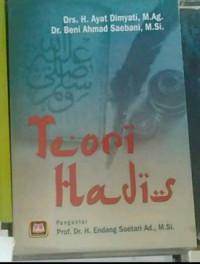 Drs. H. Ayat Dimyati, M.Ag.
Dr. Beni Ahmad Saebani, M.Si.
Teori
Hadis
Pengantar
Prof. Dr. H. Endang Soetari Ad., M.Si.